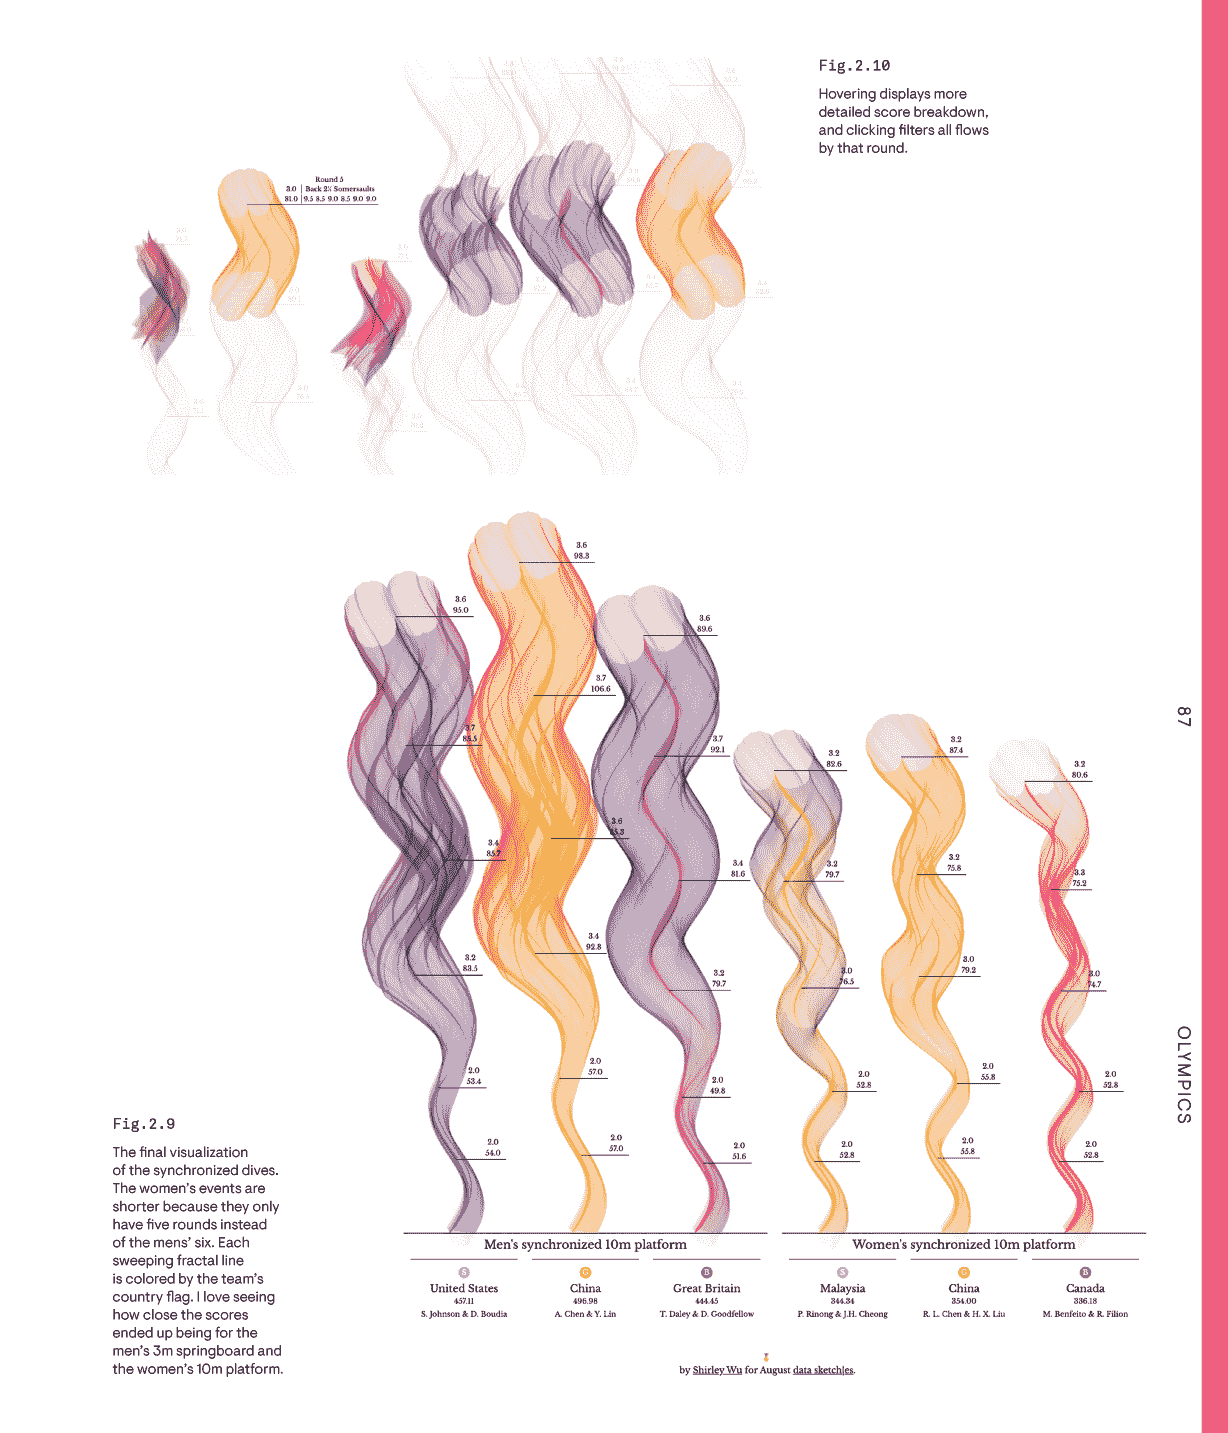 Fig.2.10
Hovering displays more
detailed score breakdown,
and clicking filters all flows
by that round.
Round 5
3.0 | Back 2½ Somersaults
81.0 | 9.5 8.5 9.0 8.5 9.0 9.0
3.6
98.3
3.6
95.0
3.6
89.6
3.7
106.6
3.7
88.5
3.7
92.1
3.2
82.6
3.2
87.4
3.2
80.6
3.6
3.4
85.7
3.4
81.6
3.2
79.7
3.2
75.8
3.3
75.2
3.4
92.8
3.2
83.5
3.2
79.7
3.0
76.5
3.0
79.2
3.0
74.7
2.0
53.4
2.0
57.0
2.0
49.8
2.0
52.8
2.0
55.8
2.0
52.8
2.0
54.0
2.0
57.0
2.0
51.6
2.0
52.8
2.0
55.8
2.0
52.8
87
OLYMPICS
Fig.2.9
The final visualization
of the synchronized dives.
The women's events are
shorter because they only
have five rounds instead
of the mens' six. Each
sweeping fractal line
is colored by the team's
country flag. I love seeing
how close the scores
ended up being for the
men's 3m springboard and
the women's 10m platform.
Men's synchronized 10m platform
Women's synchronized 10m platform
S
United States
457.11
S. Johnson & D. Boudia
G
China
496.98
A. Chen & Y. Lin
B
Great Britain
444.45
T. Daley & D. Goodfellow
S
Malaysia
344.34
P. Rinong & J.H. Cheong
G
China
354.00
R. L. Chen & H. X. Liu
B
Canada
336.18
M. Benfeito & R. Filion
by Shirley Wu for August data sketch|es.